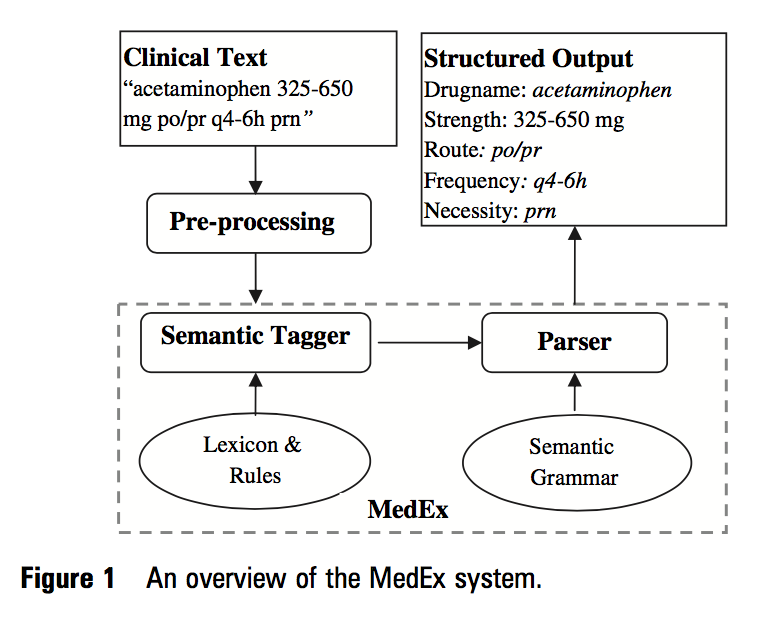 Clinical Text
“acetaminophen 325-650
mg po/pr q4-6h prn”
Structured Output
Drugname: acetaminophen
Strength: 325-650 mg
Route: po/pr
Frequency: q4-6h
Necessity: prn
Pre-processing
Semantic Tagger
Parser
Lexicon &
Rules
Semantic
Grammar
MedEx
Figure 1 An overview of the MedEx system.